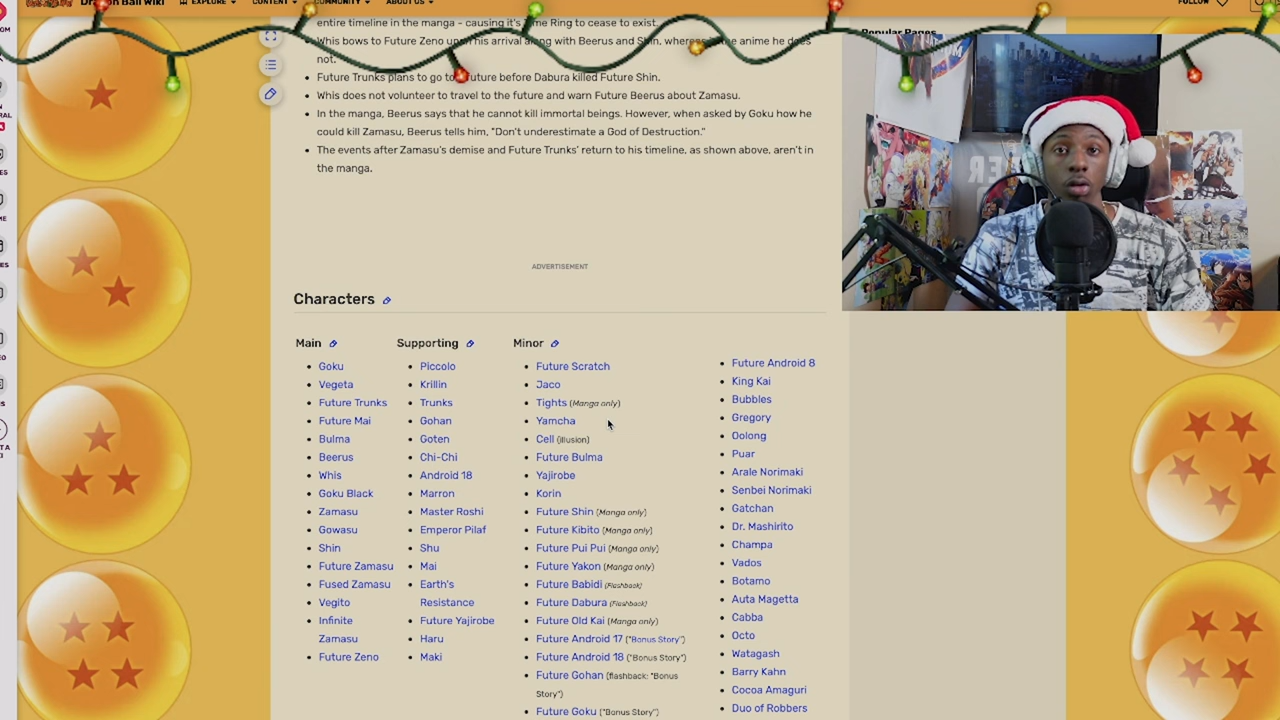 EXPLORE
CONTENT
COMMUNITY
ABOUT US
FOLLOW
entire timeline in the manga - causing it's Time Ring to cease to exist.
Whis bows to Future Zeno upon his arrival along with Beerus and Shin, whereas in the anime he does
not.
Future Trunks plans to go to future before Dabura killed Future Shin.
Whis does not volunteer to travel to the future and warn Future Beerus about Zamasu.
In the manga, Beerus says that he cannot kill immortal beings. However, when asked by Goku how he
could kill Zamasu, Beerus tells him, "Don't underestimate a God of Destruction."
The events after Zamasu's demise and Future Trunks' return to his timeline, as shown above, aren't in
the manga.
Popular Pages
ADVERTISEMENT
Characters
Main
Goku
Vegeta
Future Trunks
Future Mai
Bulma
Beerus
Whis
Goku Black
Zamasu
Gowasu
Shin
Future Zamasu
Fused Zamasu
Vegito
Infinite
Zamasu
Future Zeno
Supporting
Piccolo
Krillin
Trunks
Gohan
Goten
Chi-Chi
Android 18
Marron
Master Roshi
Emperor Pilaf
Shu
Mai
Earth's
Resistance
Future Yajirobe
Haru
Maki
Minor
Future Scratch
Jaco
Tights (Manga only)
Yamcha
Cell (illusion)
Future Bulma
Yajirobe
Korin
Future Shin (Manga only)
Future Kibito (Manga only)
Future Pui Pui (Manga only)
Future Yakon (Manga only)
Future Babidi (Flashback)
Future Dabura (Flashback)
Future Old Kai (Manga only)
Future Android 17 ("Bonus Story")
Future Android 18 ("Bonus Story")
Future Gohan (flashback; "Bonus
Story")
Future Goku ("Bonus Story")
Future Android 8
King Kai
Bubbles
Gregory
Oolong
Puar
Arale Norimaki
Senbei Norimaki
Gatchan
Dr. Mashirito
Champa
Vados
Botamo
Auta Magetta
Cabba
Octo
Watagash
Barry Kahn
Cocoa Amaguri
Duo of Robbers